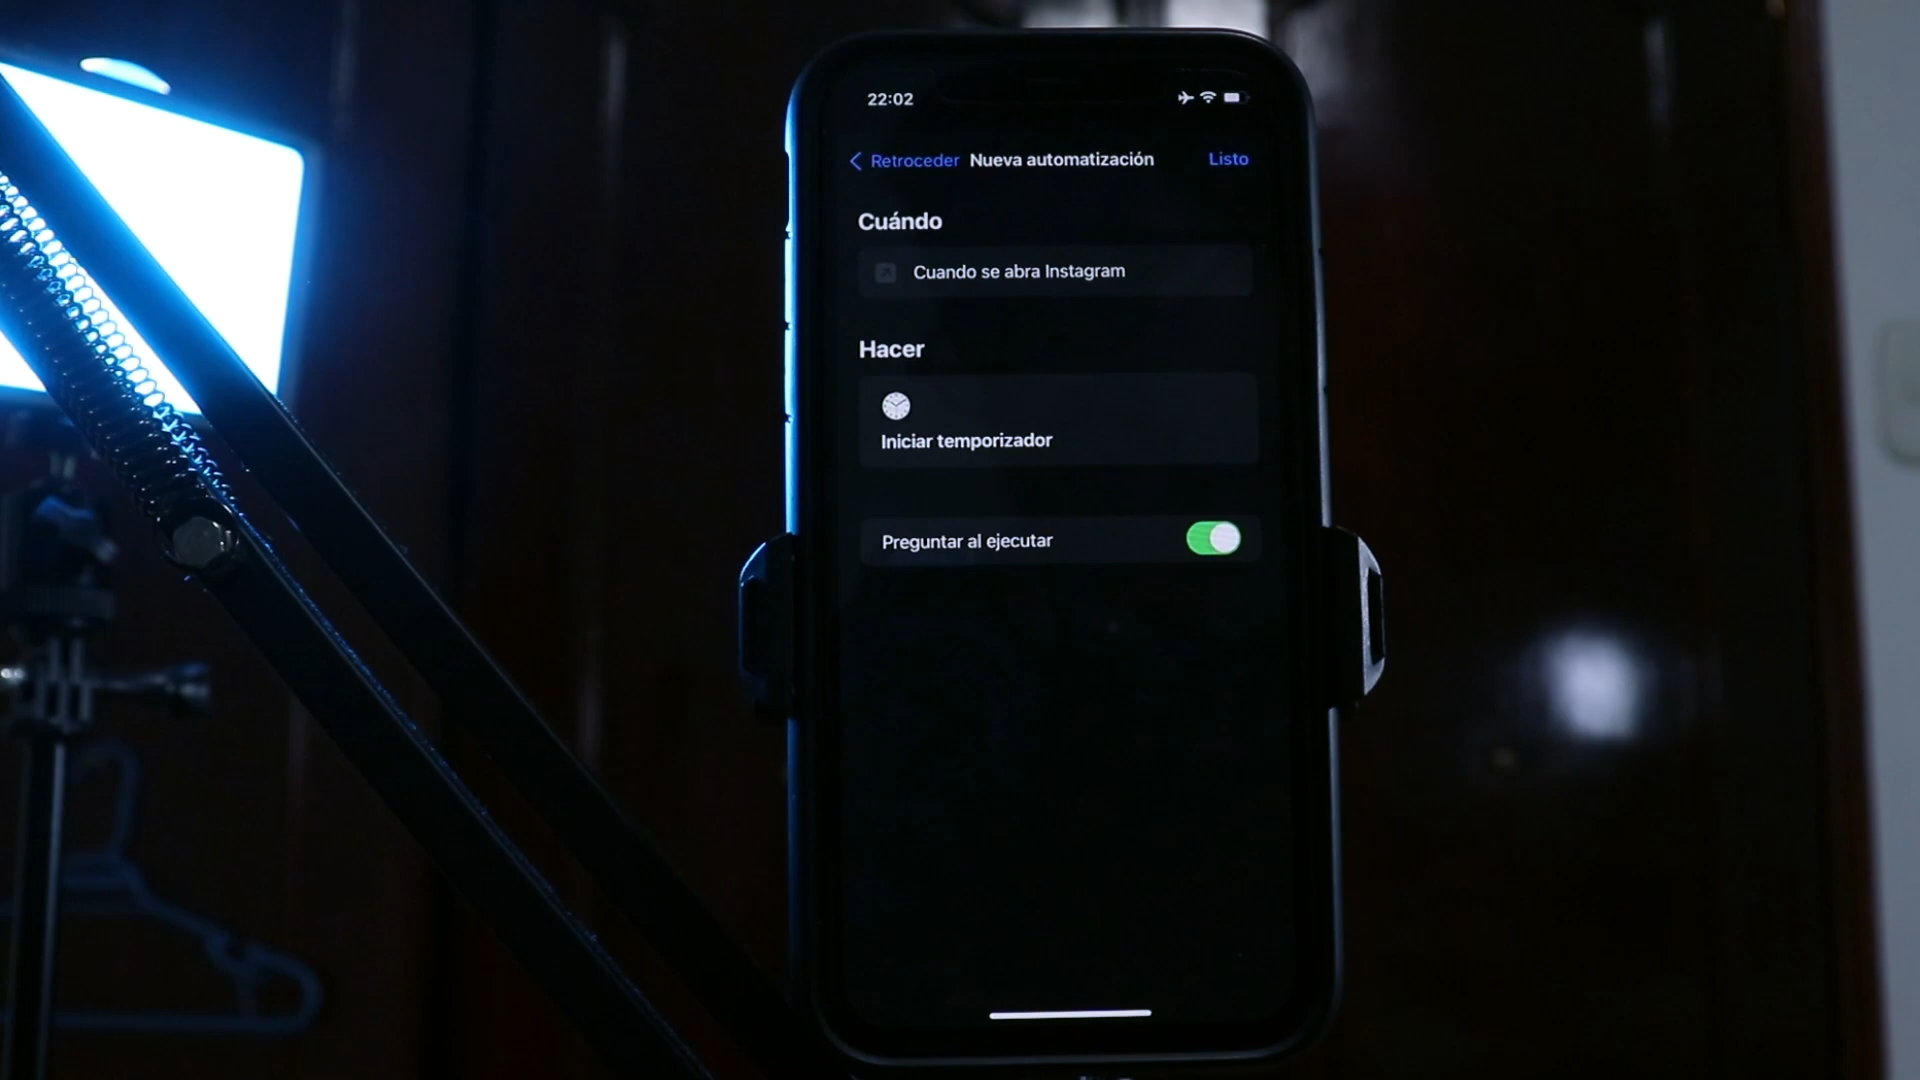 22:02
Retroceder Nueva automatización Listo
Cuándo
Cuando se abra Instagram
Hacer
Iniciar temporizador
Preguntar al ejecutar